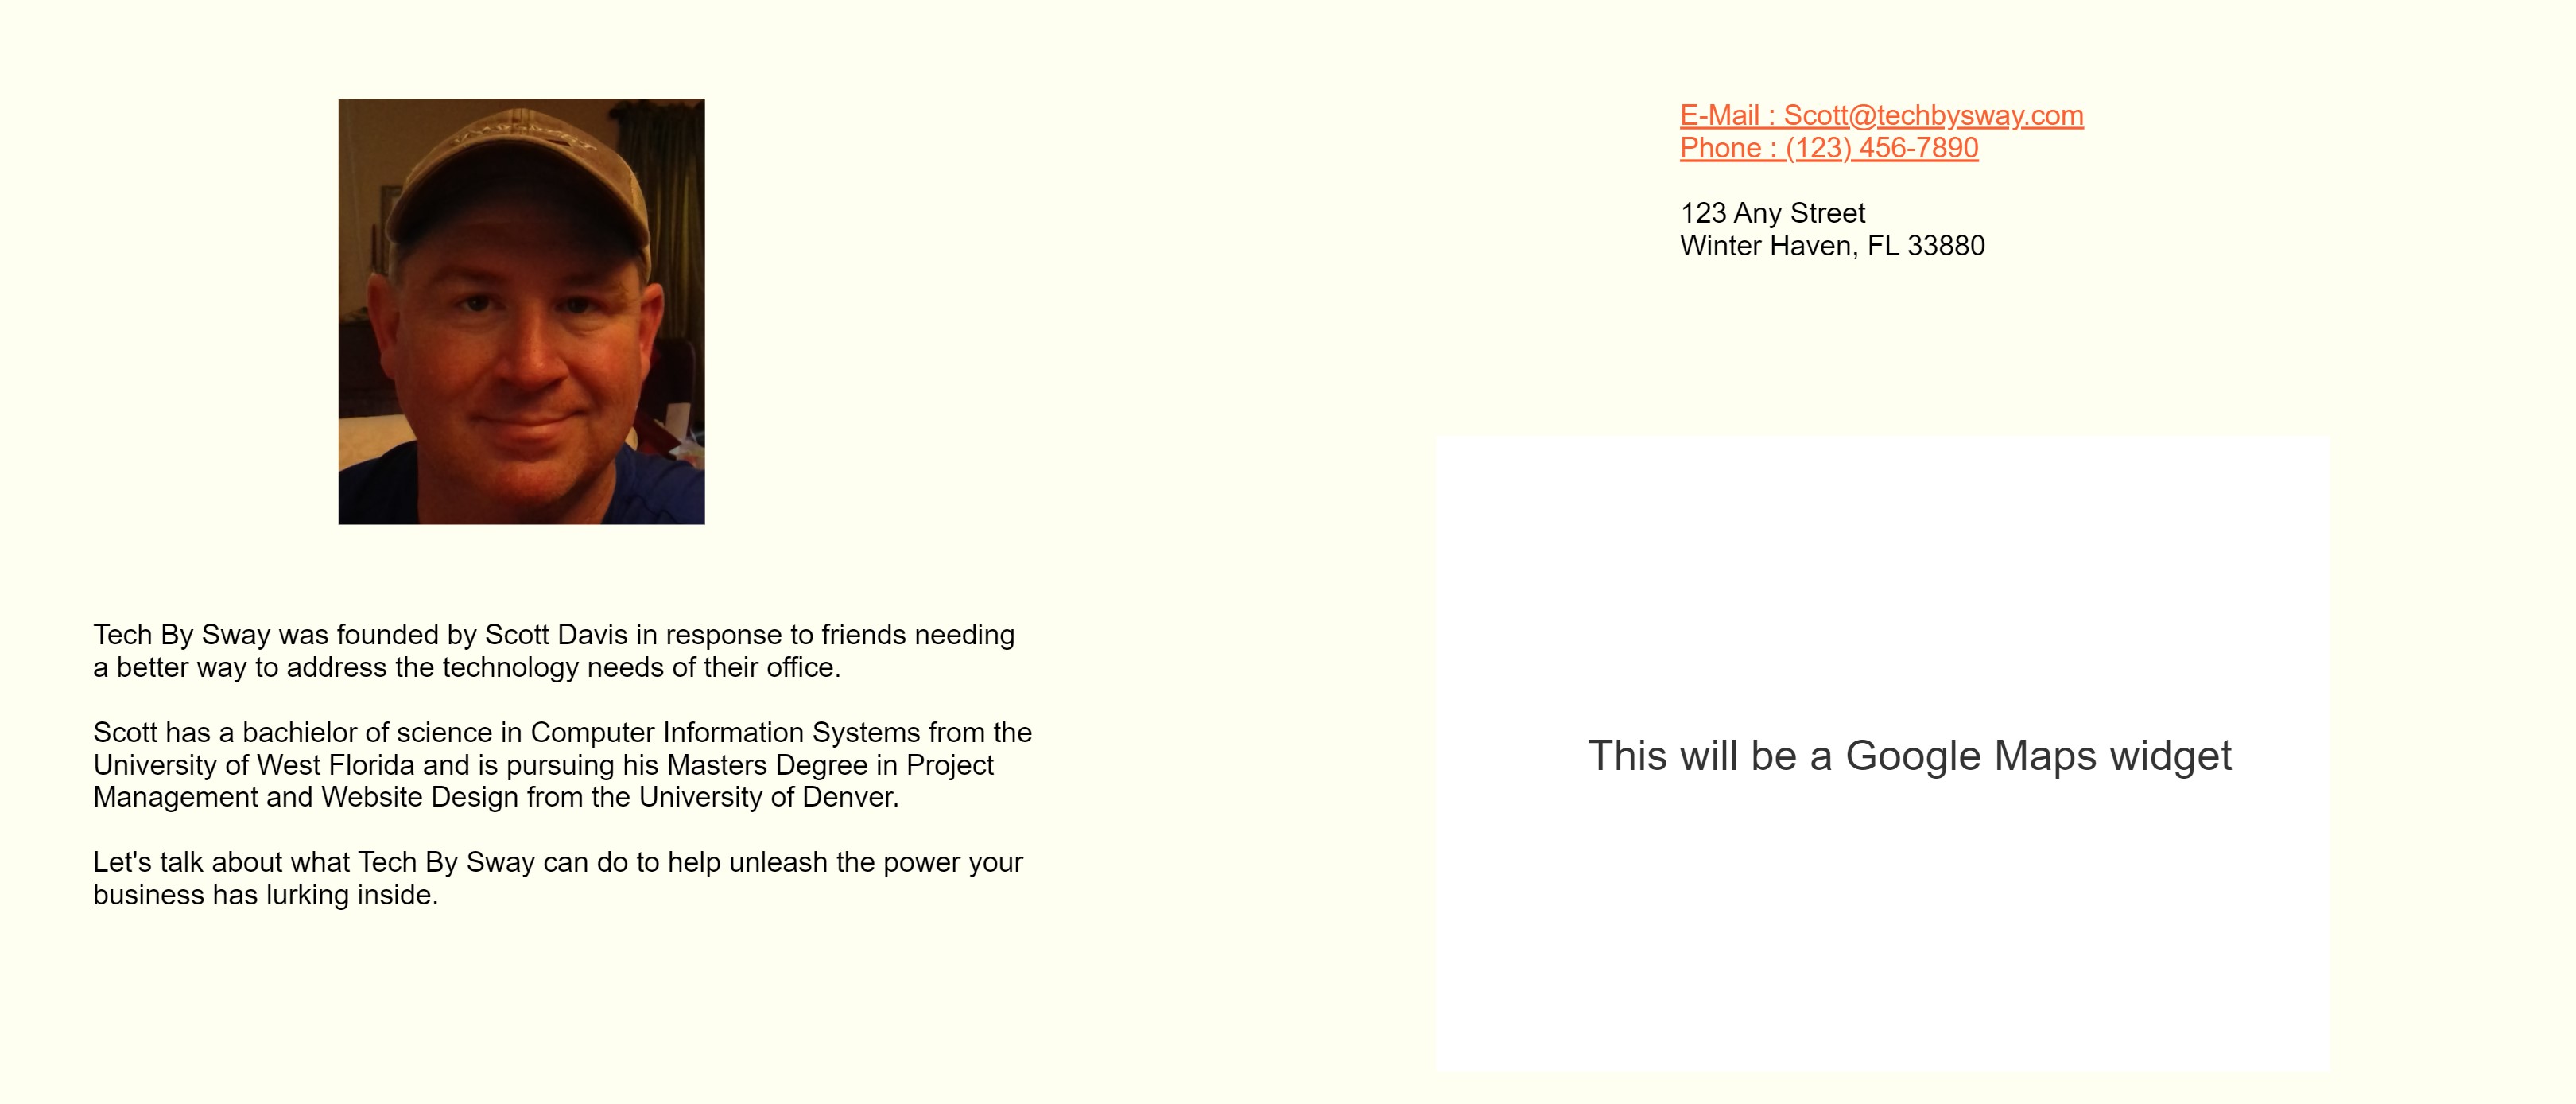 Tech By Sway was founded by Scott Davis in response to friends needing
a better way to address the technology needs of their office.
Scott has a bachielor of science in Computer Information Systems from the
University of West Florida and is pursuing his Masters Degree in Project
Management and Website Design from the University of Denver.
Let's talk about what Tech By Sway can do to help unleash the power your
business has lurking inside.
E-Mail : Scott@techbysway.com
Phone : (123) 456-7890
123 Any Street
Winter Haven, FL 33880
This will be a Google Maps widget